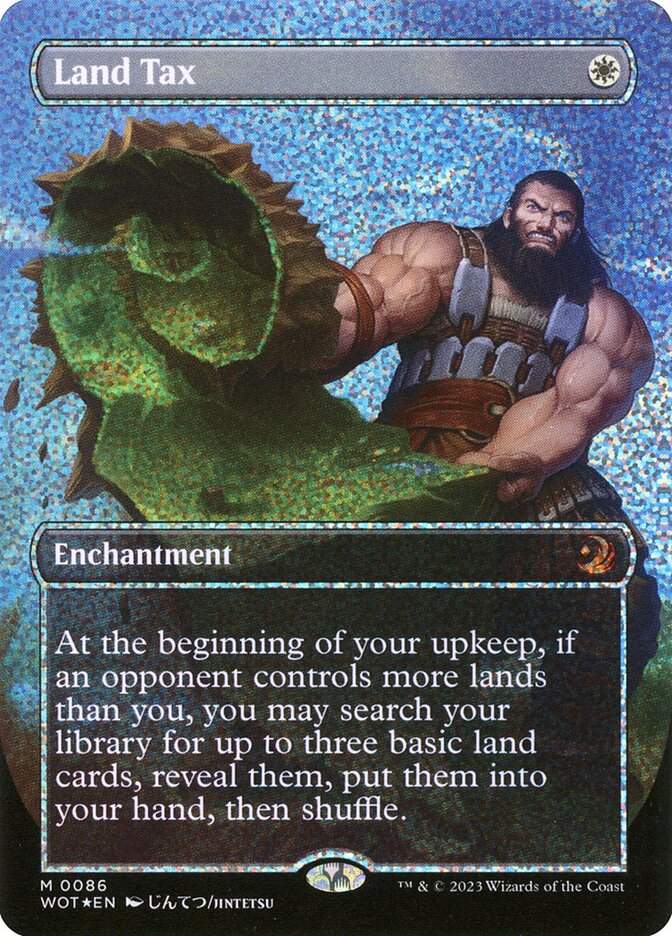 Land Tax
Enchantment
At the beginning of your upkeep, if
an opponent controls more lands
than you, you may search your
library for up to three basic land
cards, reveal them, put them into
your hand, then shuffle.
M 0086
WOT★EN じんてつ/JINTETSU
™ & © 2023 Wizards of the Coast